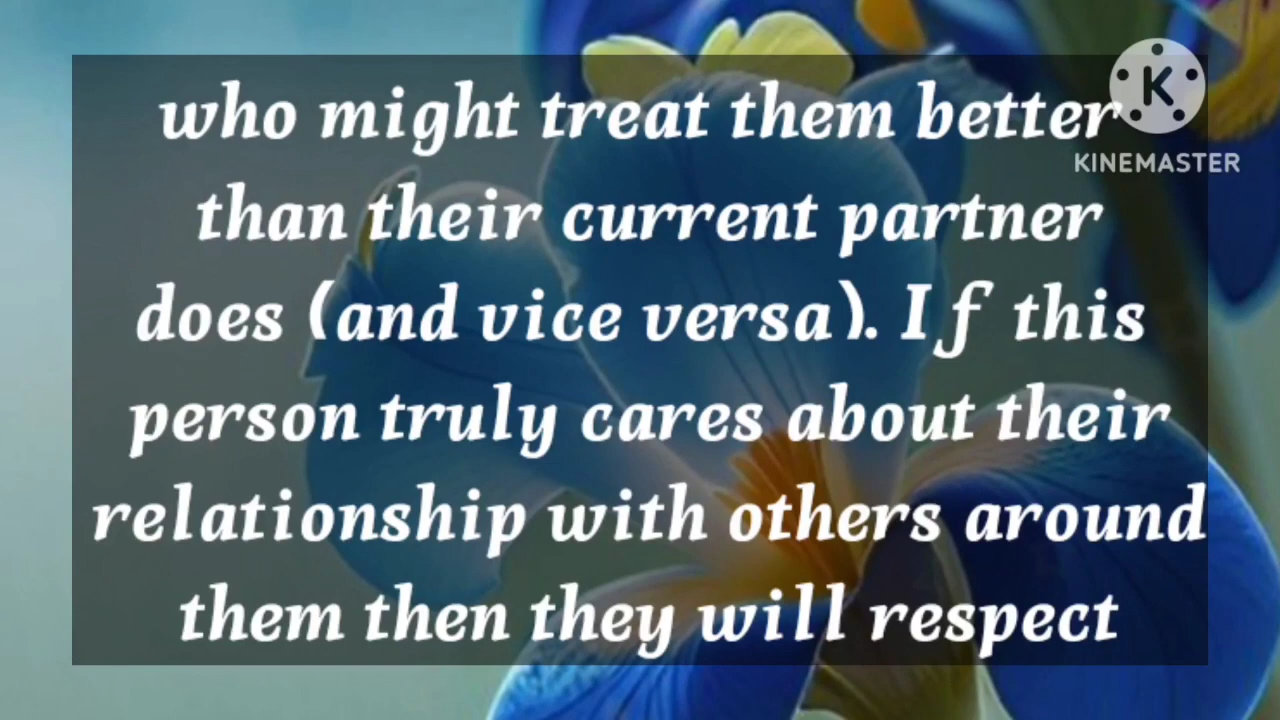 who might treat them better
than their current partner
does (and vice versa). If this
person truly cares about their
relationship with others around
them then they will respect
K
KINEMASTER